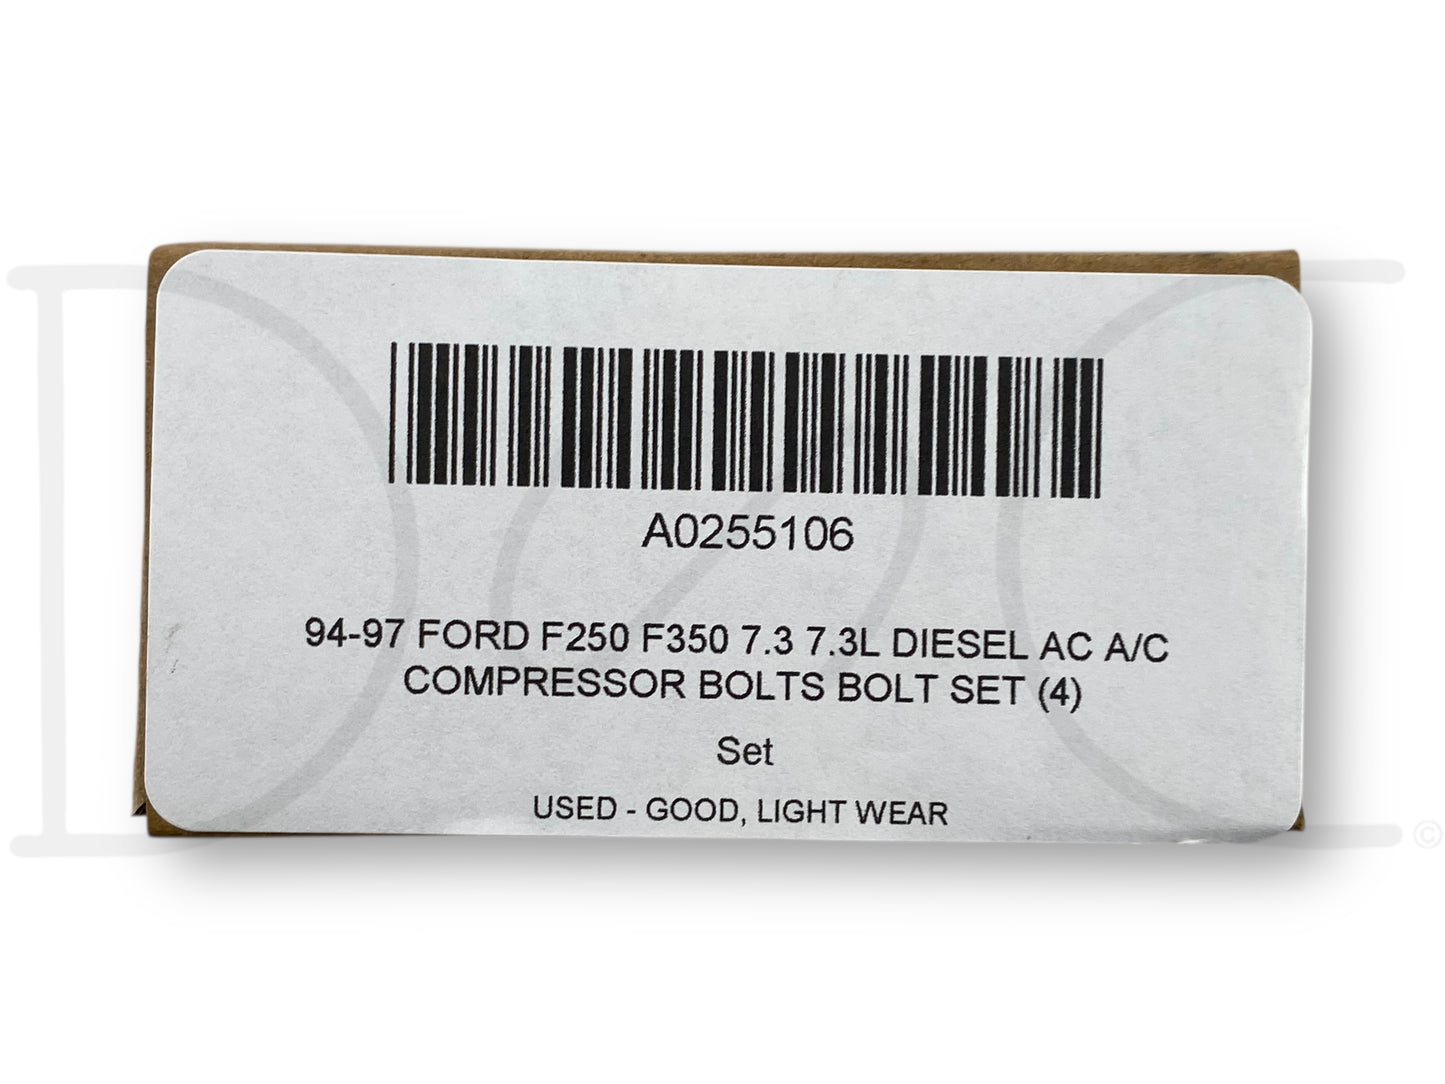 A0255106
94-97 FORD F250 F350 7.3 7.3L DIESEL AC A/C
COMPRESSOR BOLTS BOLT SET (4)
Set
USED - GOOD, LIGHT WEAR
©